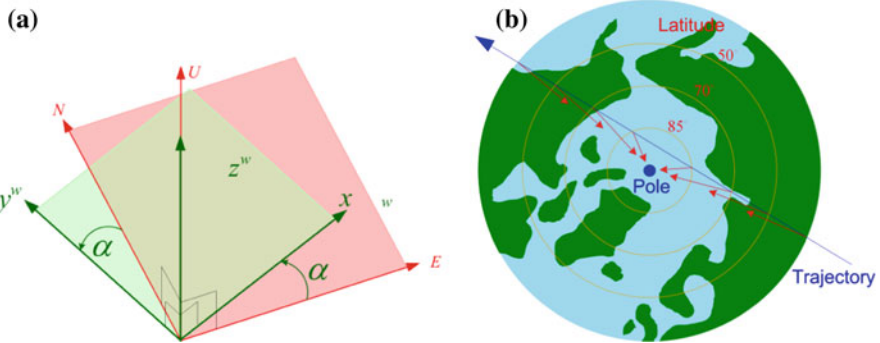 (a)
U
N
z^w
y^w
x
w
α
α
E
(b)
Latitude
50°
70°
85°
Pole
Trajectory